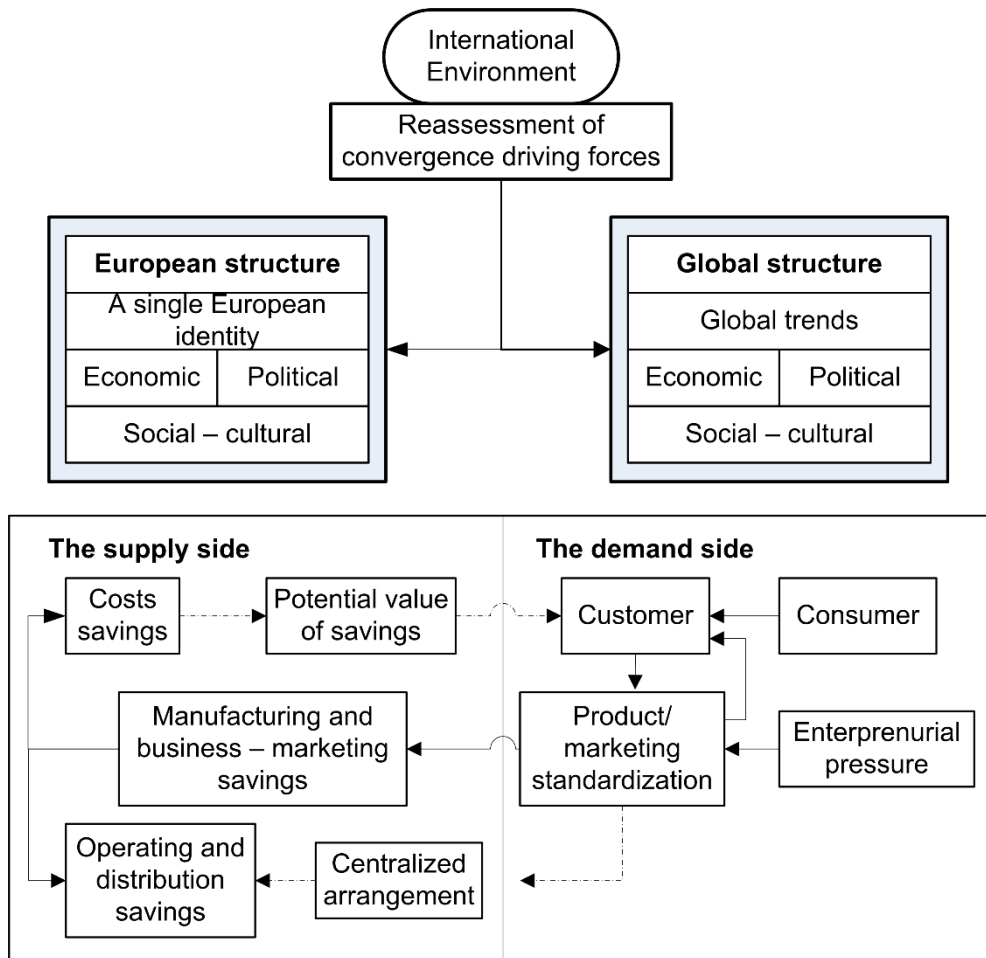 International
Environment
Reassessment of
convergence driving forces
European structure
A single European
identity
Economic
Political
Social – cultural
Global structure
Global trends
Economic
Political
Social – cultural
The supply side
The demand side
Costs
savings
Potential value
of savings
Customer
Consumer
Manufacturing and
business – marketing
savings
Product/
marketing
standardization
Enterprenurial
pressure
Operating and
distribution
savings
Centralized
arrangement